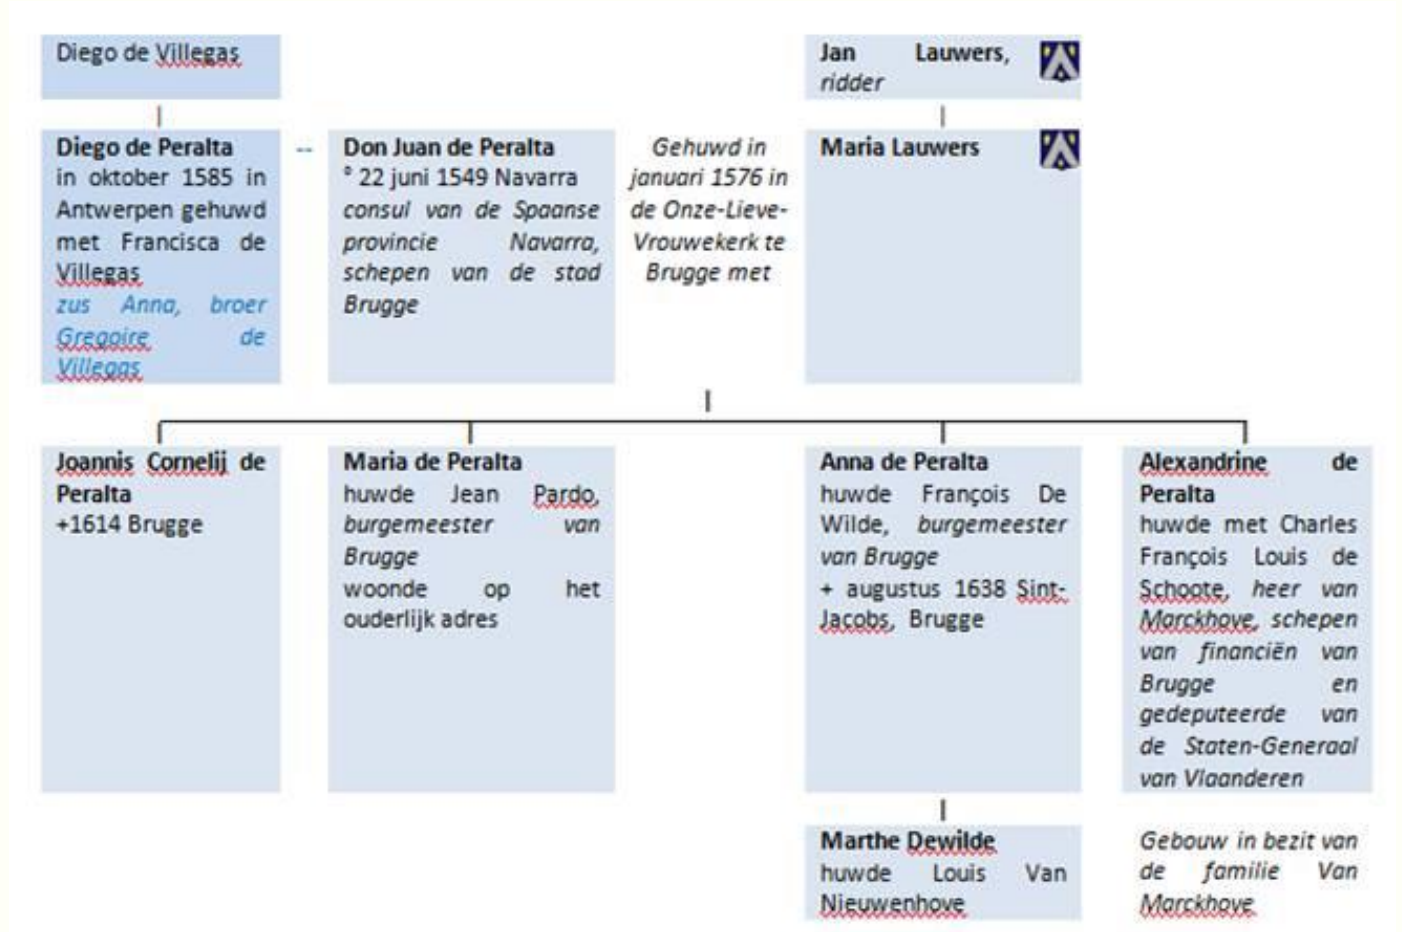 Diego de Villegas
Jan Lauwers,
ridder
Diego de Peralta
in oktober 1585 in
Antwerpen gehuwd
met Francisca de
Villegas
zus Anna, broer
Gregoire de
Villegas
--
Don Juan de Peralta
° 22 juni 1549 Navarra
consul van de Spaanse
provincie Navarra,
schepen van de stad
Brugge
Gehuwd in
januari 1576 in
de Onze-Lieve-
Vrouwekerk te
Brugge met
Maria Lauwers
Joannis Cornelij de
Peralta
+1614 Brugge
Maria de Peralta
huwde Jean Pardo,
burgemeester van
Brugge
woonde op het
ouderlijk adres
Anna de Peralta
huwde François De
Wilde, burgemeester
van Brugge
+ augustus 1638 Sint-
Jacobs, Brugge
Alexandrine de
Peralta
huwde met Charles
François Louis de
Schoote, heer van
Marckhove, schepen
van financiën van
Brugge en
gedeputeerde van
de Staten-Generaal
van Vlaanderen
Marthe Dewilde
huwde Louis Van
Nieuwenhove
Gebouw in bezit van
de familie Van
Marckhove